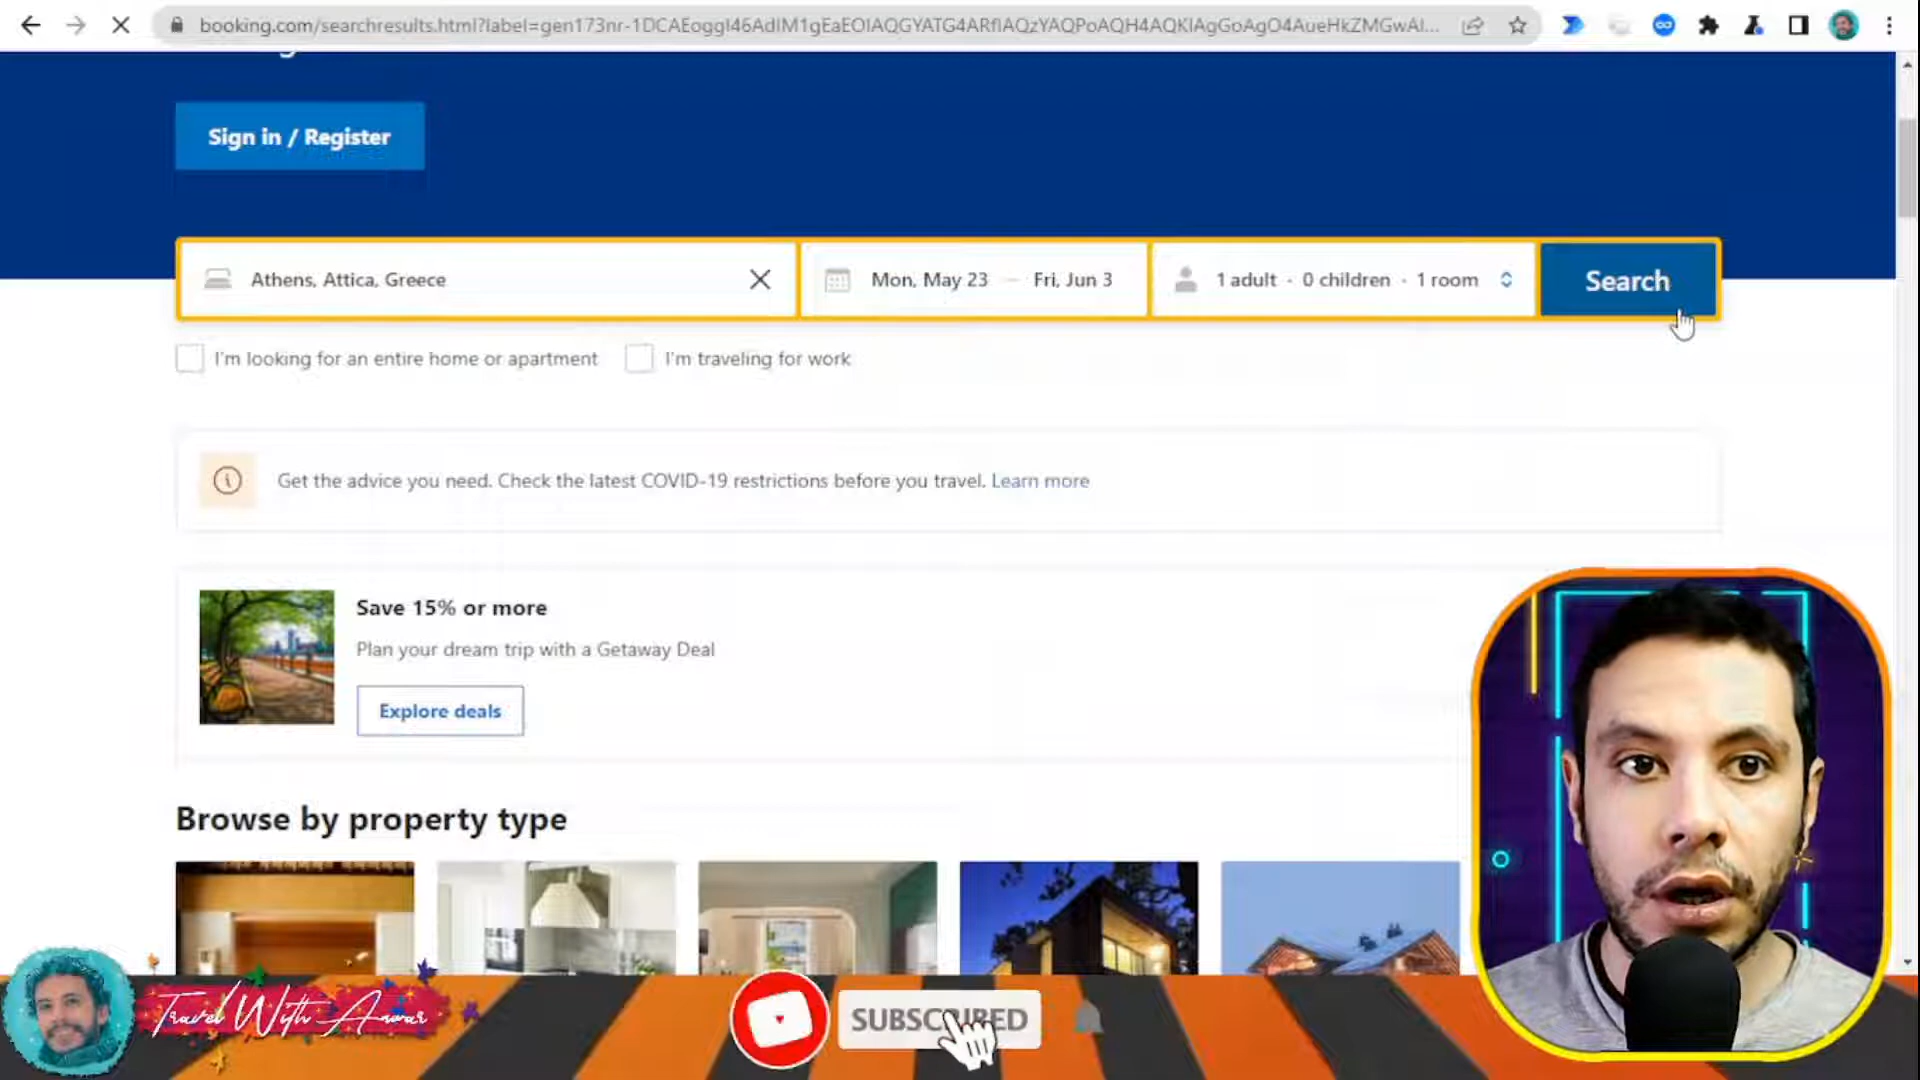 booking.com/searchresults.html?label=gen173nr-1DCAEoggI46AdIM1gEaEOIAQGYATG4ARfIAQzYAQPoAQH4AQKIAgGoAgO4AueHkZMGwAI...
Sign in / Register
Athens, Attica, Greece
Mon, May 23 — Fri, Jun 3
1 adult · 0 children · 1 room
Search
I'm looking for an entire home or apartment
I'm traveling for work
Get the advice you need. Check the latest COVID-19 restrictions before you travel. Learn more
Save 15% or more
Plan your dream trip with a Getaway Deal
Explore deals
Browse by property type
Travel With Anwar
SUBSCRIBED